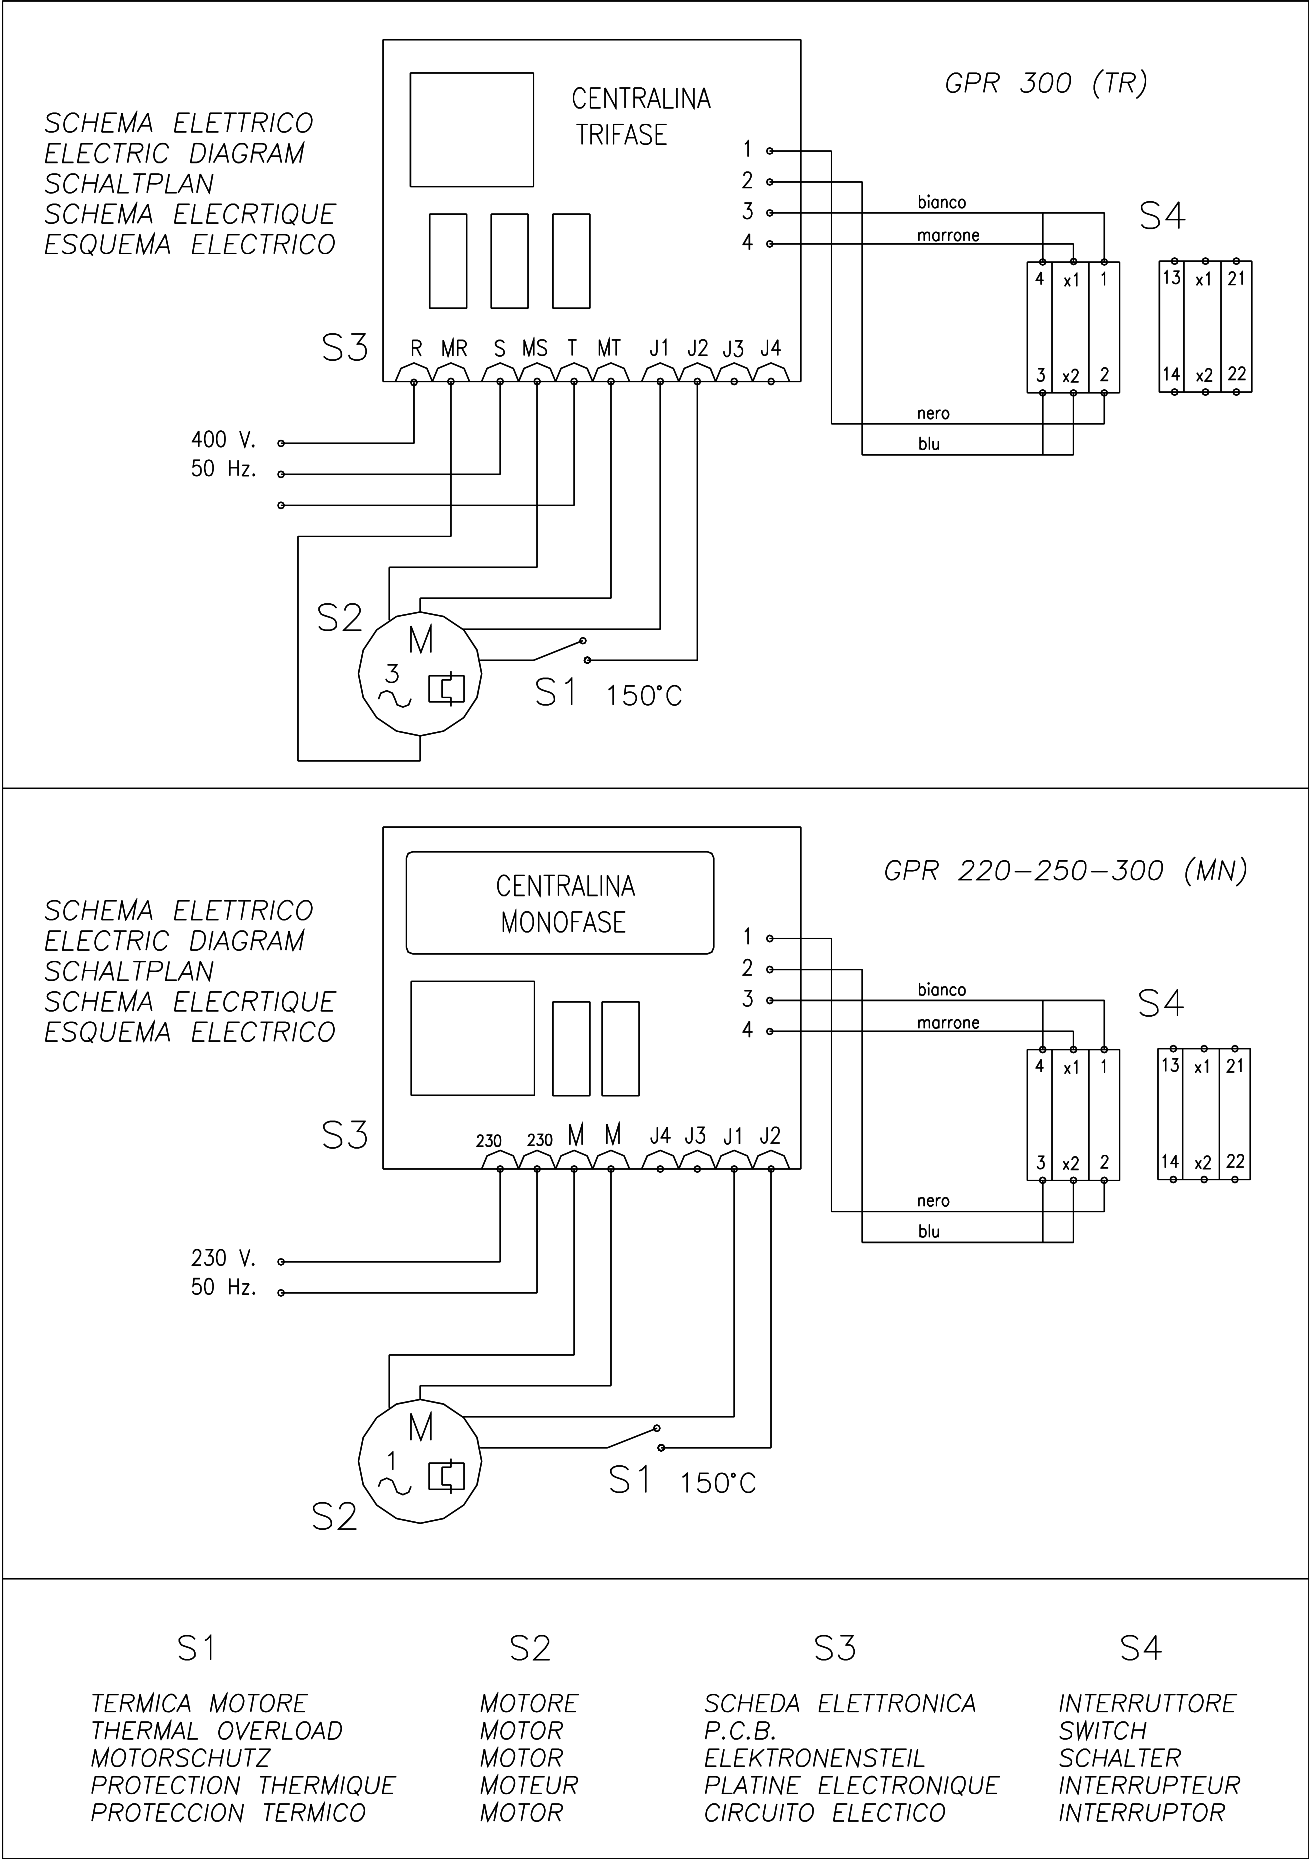 GPR 300 (TR)
CENTRALINA
TRIFASE
SCHEMA ELETTRICO
ELECTRIC DIAGRAM
SCHALTPLAN
SCHEMA ELECRTIQUE
ESQUEMA ELECTRICO
1
2
3
4
bianco
marrone
S4
4 x1 1
3 x2 2
13 x1 21
14 x2 22
nero
blu
S3
R MR S MS T MT J1 J2 J3 J4
400 V.
50 Hz.
S2
M
3
S1 150°C
CENTRALINA
MONOFASE
GPR 220-250-300 (MN)
SCHEMA ELETTRICO
ELECTRIC DIAGRAM
SCHALTPLAN
SCHEMA ELECRTIQUE
ESQUEMA ELECTRICO
1
2
3
4
bianco
marrone
S4
4 x1 1
3 x2 2
13 x1 21
14 x2 22
nero
blu
S3
230 230 M M J4 J3 J1 J2
230 V.
50 Hz.
M
1
S2
S1 150°C
S1 S2 S3 S4
TERMICA MOTORE MOTORE SCHEDA ELETTRONICA INTERRUTTORE
THERMAL OVERLOAD MOTOR P.C.B. SWITCH
MOTORSCHUTZ MOTOR ELEKTRONENSTEIL SCHALTER
PROTECTION THERMIQUE MOTEUR PLATINE ELECTRONIQUE INTERRUPTEUR
PROTECCION TERMICO MOTOR CIRCUITO ELECTICO INTERRUPTOR